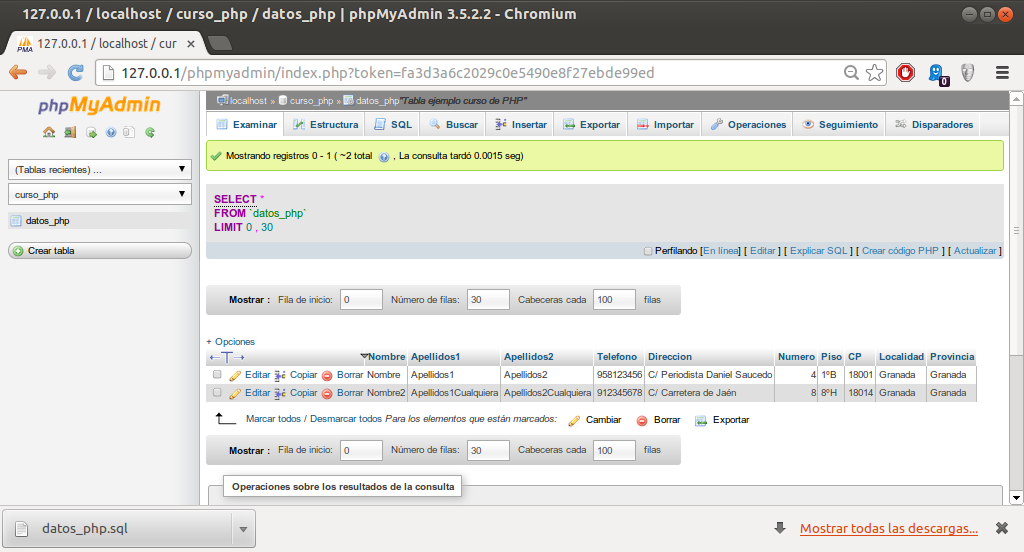 127.0.0.1 / localhost / curso_php / datos_php | phpMyAdmin 3.5.2.2 - Chromium
127.0.0.1 / localhost / cur
127.0.0.1/phpmyadmin/index.php?token=fa3d3a6c2029c0e5490e8f27ebde99ed
0
phpMyAdmin
(Tablas recientes) ...
curso_php
datos_php
Crear tabla
localhost » curso_php » datos_php "Tabla ejemplo curso de PHP"
Examinar Estructura SQL Buscar Insertar Exportar Importar Operaciones Seguimiento Disparadores
Mostrando registros 0 - 1 ( ~2 total , La consulta tardó 0.0015 seg)
SELECT *
FROM `datos_php`
LIMIT 0 , 30
Perfilando [En línea] [ Editar ] [ Explicar SQL ] [ Crear código PHP ] [ Actualizar ]
Mostrar : Fila de inicio: 0 Número de filas: 30 Cabeceras cada 100 filas
+ Opciones
Nombre Apellidos1 Apellidos2 Telefono Direccion Numero Piso CP Localidad Provincia
Editar Copiar Borrar Nombre Apellidos1 Apellidos2 958123456 C/ Periodista Daniel Saucedo 4 1ºB 18001 Granada Granada
Editar Copiar Borrar Nombre2 Apellidos1Cualquiera Apellidos2Cualquiera 912345678 C/ Carretera de Jaén 8 8ºH 18014 Granada Granada
Marcar todos / Desmarcar todos Para los elementos que están marcados: Cambiar Borrar Exportar
Mostrar : Fila de inicio: 0 Número de filas: 30 Cabeceras cada 100 filas
Operaciones sobre los resultados de la consulta
datos_php.sql
Mostrar todas las descargas...